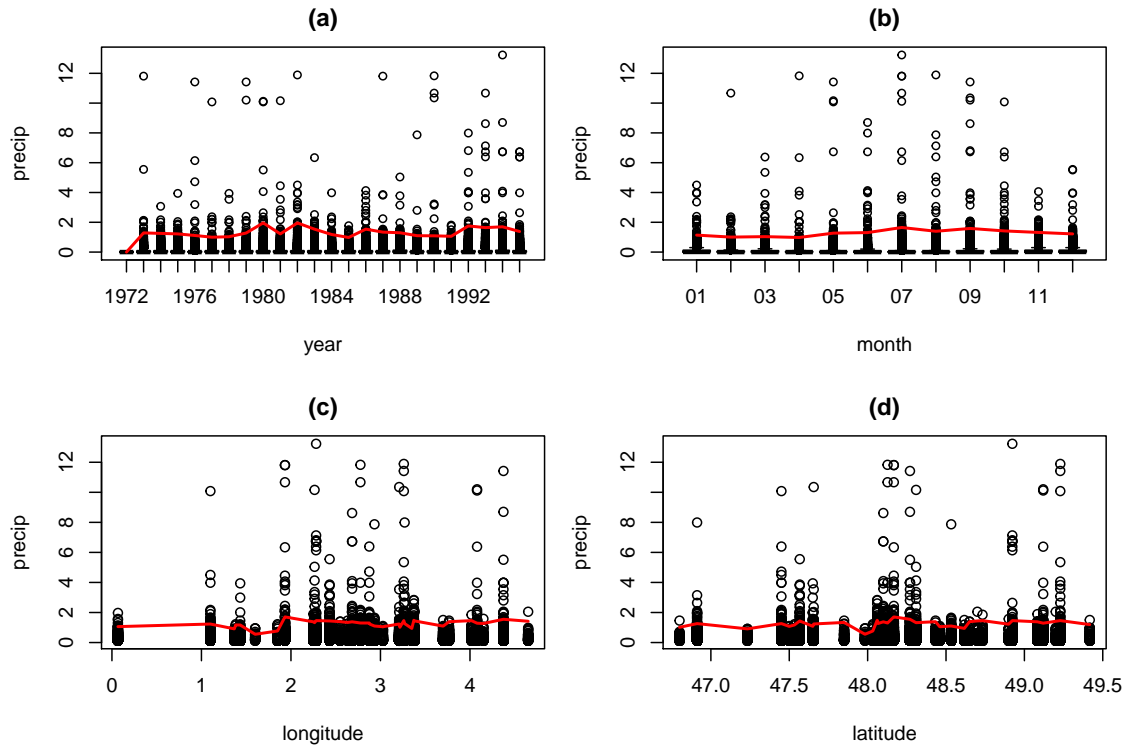 (a)
precip
0 2 4 6 8 12
1972 1976 1980 1984 1988 1992
year
(b)
precip
0 2 4 6 8 12
01 03 05 07 09 11
month
(c)
precip
0 2 4 6 8 12
0 1 2 3 4
longitude
(d)
precip
0 2 4 6 8 12
47.0 47.5 48.0 48.5 49.0 49.5
latitude